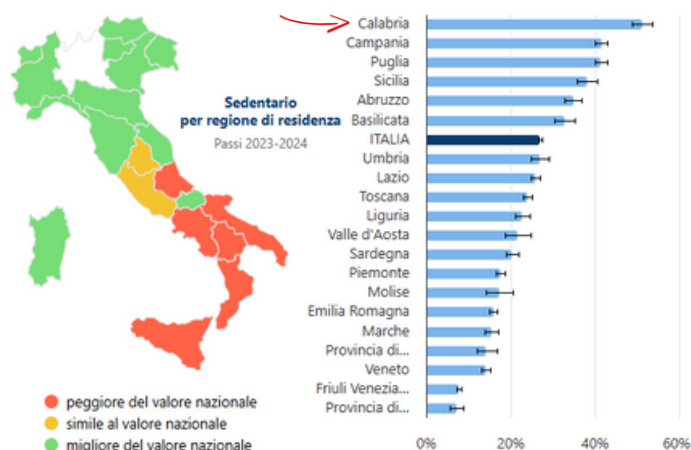 Sedentario
per regione di residenza
Passi 2023-2024
peggiore del valore nazionale
simile al valore nazionale
migliore del valore nazionale
Calabria
Campania
Puglia
Sicilia
Abruzzo
Basilicata
ITALIA
Umbria
Lazio
Toscana
Liguria
Valle d'Aosta
Sardegna
Piemonte
Molise
Emilia Romagna
Marche
Provincia di...
Veneto
Friuli Venezia...
Provincia di...
0% 20% 40% 60%